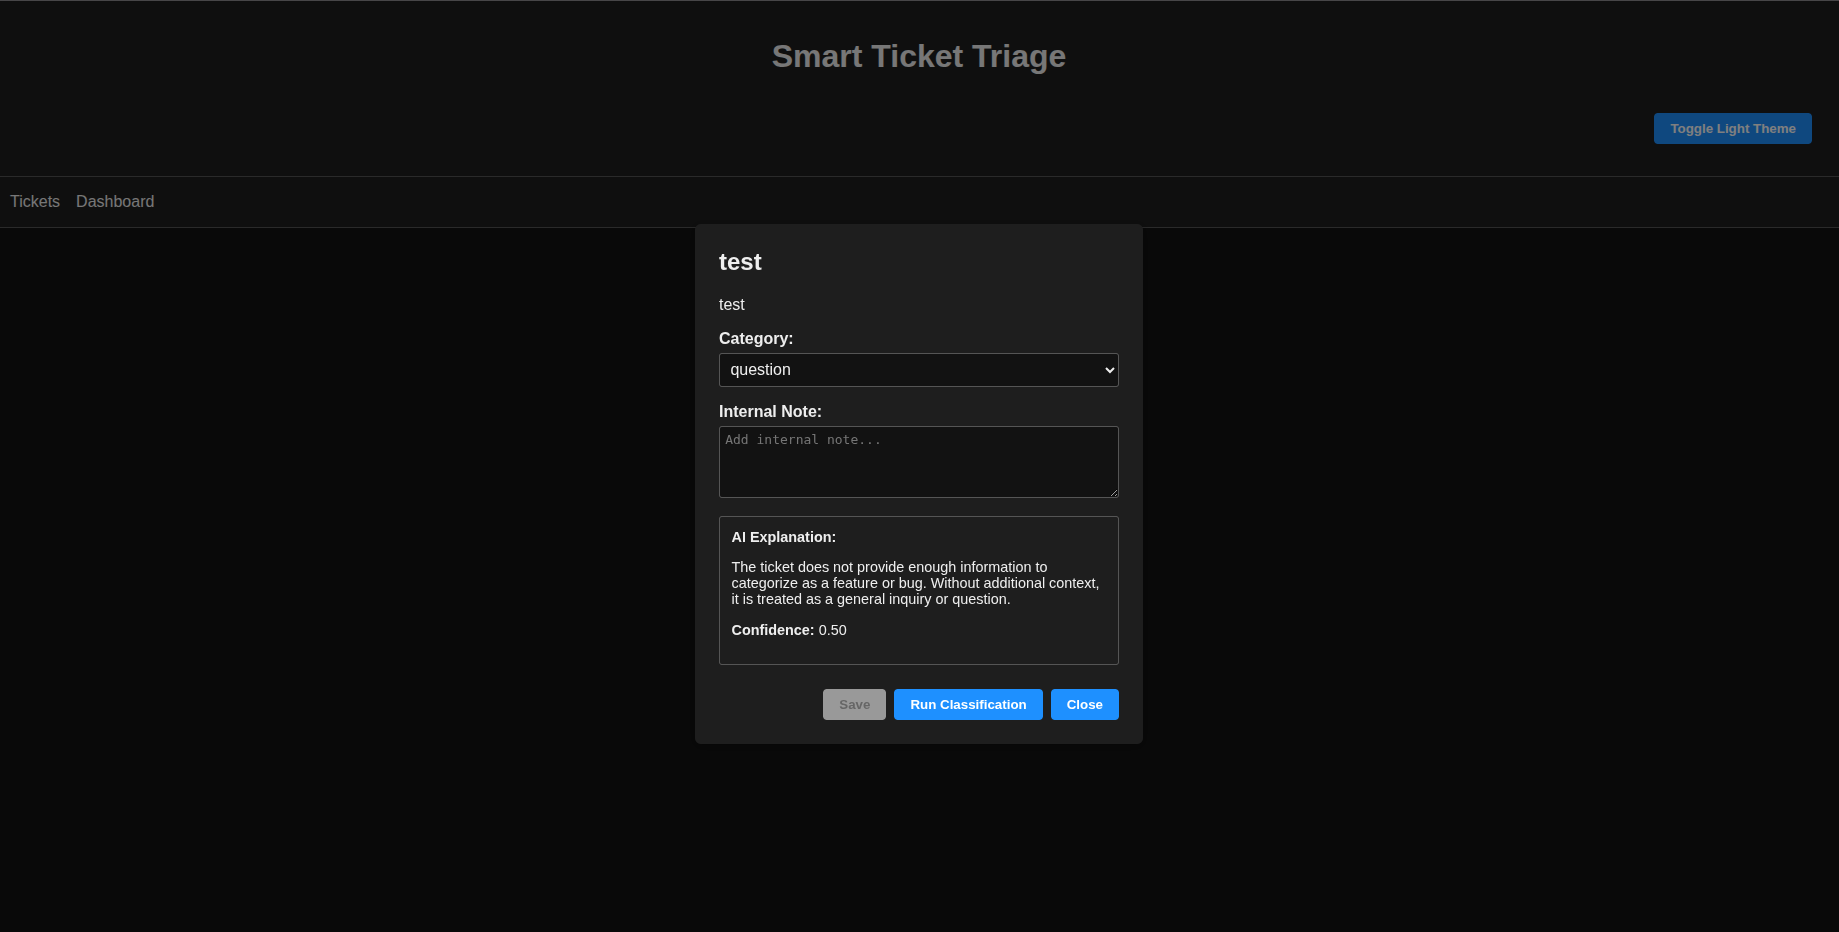 Smart Ticket Triage
Toggle Light Theme
Tickets Dashboard
test
test
Category:
question
Internal Note:
Add internal note...
AI Explanation:
The ticket does not provide enough information to
categorize as a feature or bug. Without additional context,
it is treated as a general inquiry or question.
Confidence: 0.50
Save Run Classification Close